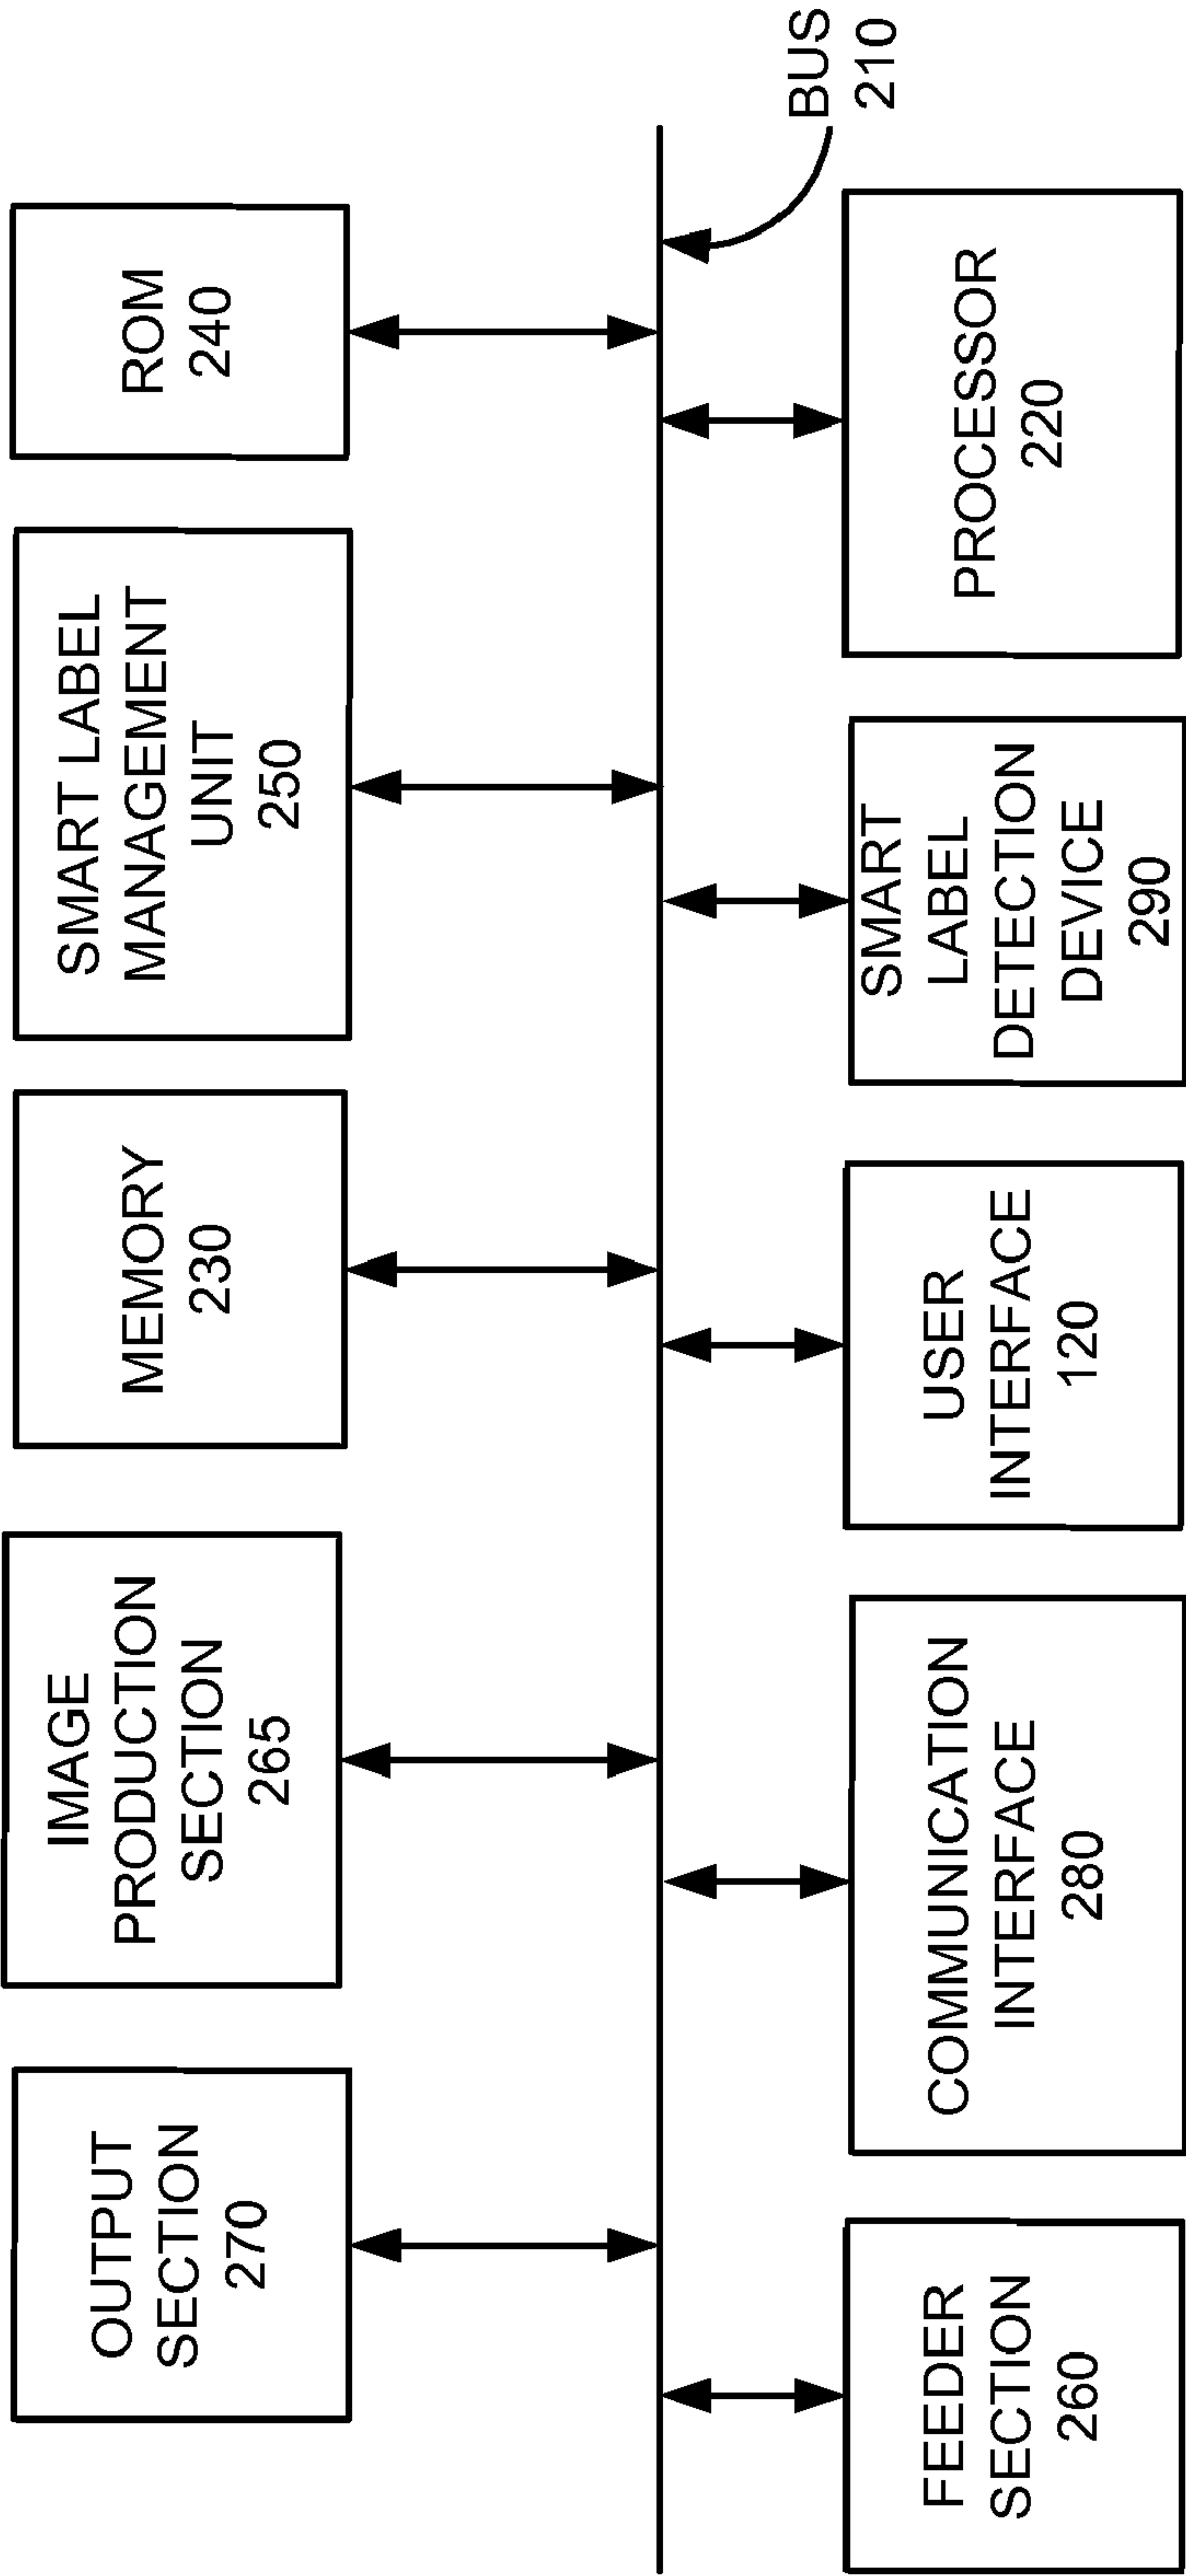 OUTPUT
SECTION
270
IMAGE
PRODUCTION
SECTION
265
MEMORY
230
SMART LABEL
MANAGEMENT
UNIT
250
ROM
240
BUS
210
FEEDER
SECTION
260
COMMUNICATION
INTERFACE
280
USER
INTERFACE
120
SMART
LABEL
DETECTION
DEVICE
290
PROCESSOR
220